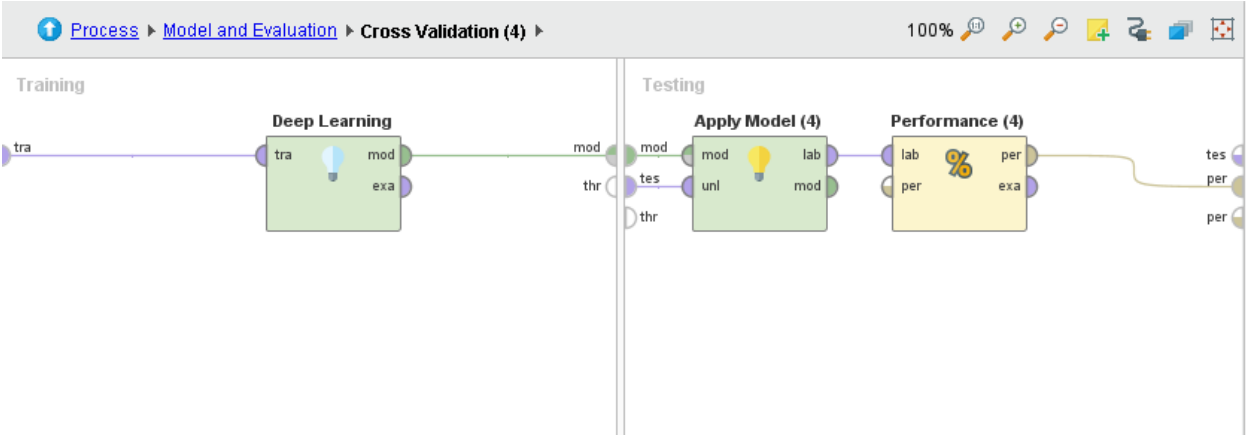 Process ▸ Model and Evaluation ▸ Cross Validation (4) ▸
100%
Training
Testing
Deep Learning
Apply Model (4)
Performance (4)
tra
tra
mod
exa
mod
thr
mod
tes
thr
mod
unl
lab
mod
lab
per
per
exa
tes
per
per